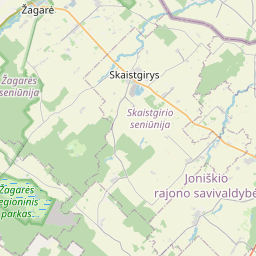 Žagarė
Skaistgirys
Žagarės
seniūnija
Skaistgirio
seniūnija
Joniškio
rajono savivaldybė
Žagarės
regioninis
parkas